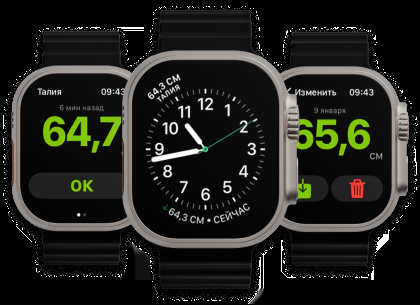 Талия 09:43
6 мин назад
64,7
OK
64,3 СМ
ТАЛИЯ
12
1
2
3
4
5
6
7
8
9
10
11
↓64,3 СМ • СЕЙЧАС
Изменить 09:43
9 января
65,6
СМ